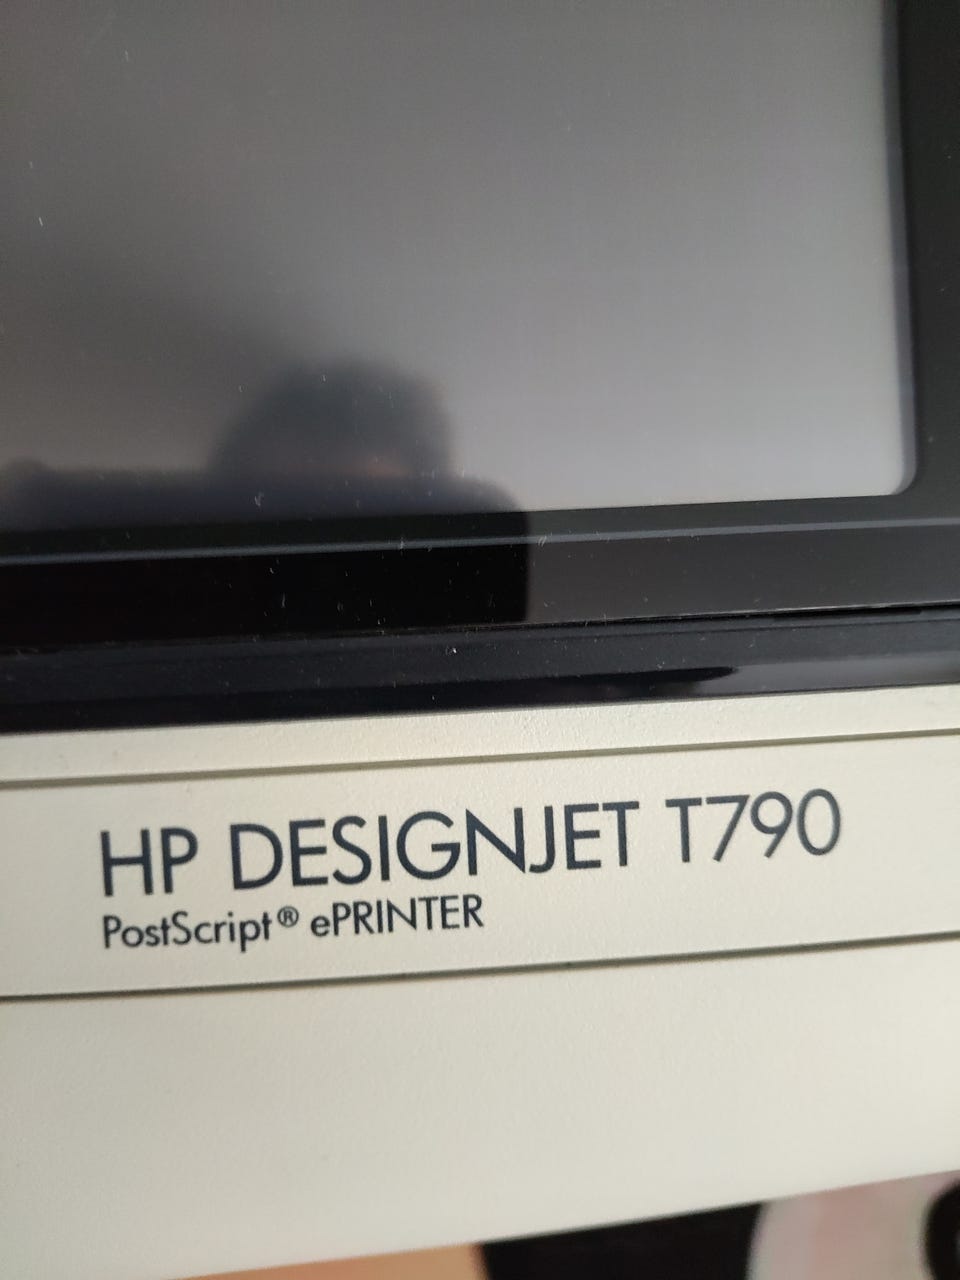 HP DESIGNJET T790
PostScript® ePRINTER